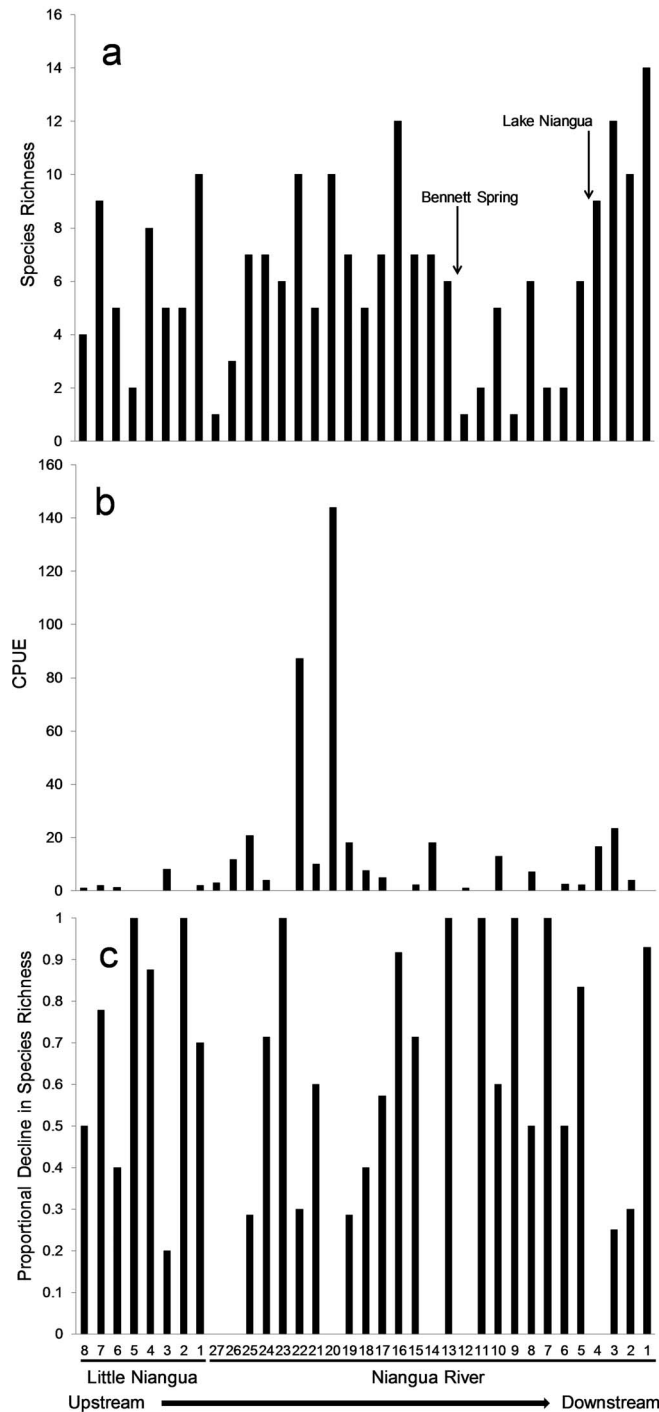 a
Species Richness
16
14
12
10
8
6
4
2
0
Bennett Spring
Lake Niangua
b
CPUE
160
140
120
100
80
60
40
20
0
c
Proportional Decline in Species Richness
1
0.9
0.8
0.7
0.6
0.5
0.4
0.3
0.2
0.1
0
8 7 6 5 4 3 2 1 27 26 25 24 23 22 21 20 19 18 17 16 15 14 13 12 11 10 9 8 7 6 5 4 3 2 1
Little Niangua Niangua River
Upstream Downstream